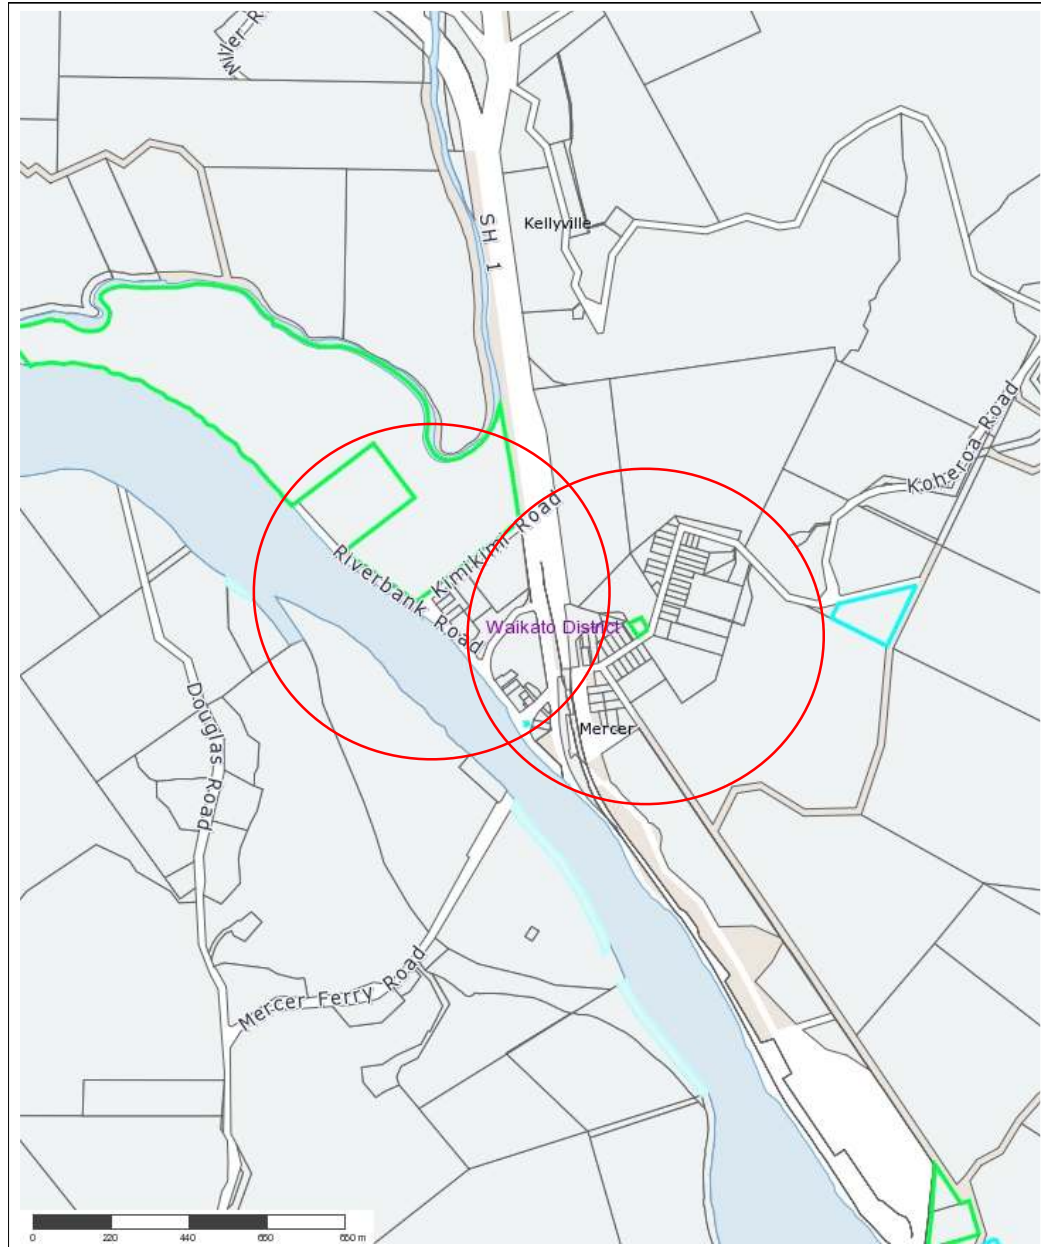 Miller R
SH 1
Kellyville
Koheroa Road
Kimikimi Road
Riverbank Road
Waikato District
Mercer
Douglas Road
Mercer Ferry Road
0 220 440 660 660 m